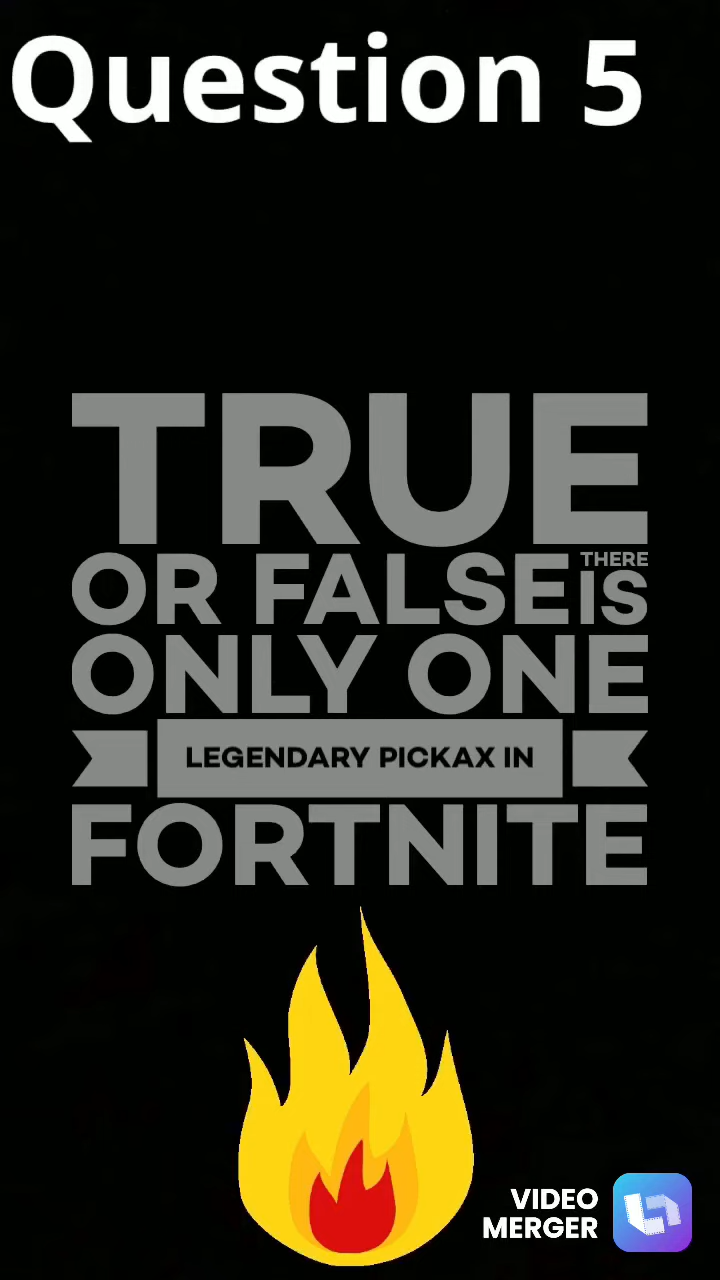 Question 5
TRUE
OR FALSE THERE IS
ONLY ONE
LEGENDARY PICKAX IN
FORTNITE
VIDEO
MERGER